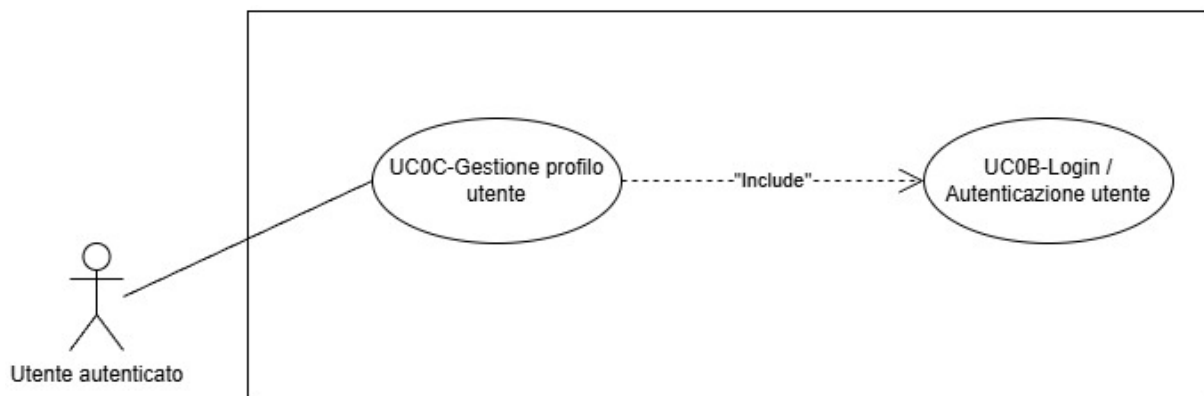 UC0C-Gestione profilo
utente
"Include"
UC0B-Login /
Autenticazione utente
Utente autenticato